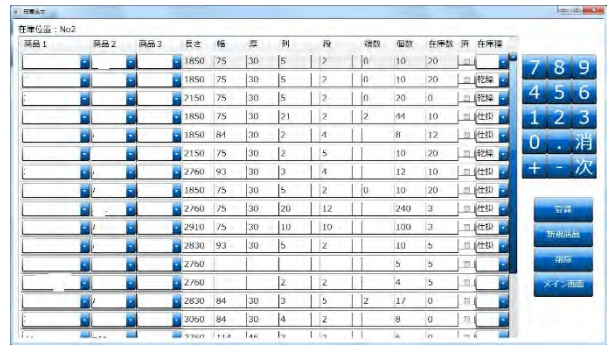 在庫表示
在庫位置：No2
商品1 商品2 商品3 長さ 幅 厚 列 段 端数 個数 在庫数 済 在庫種
1850 75 30 5 2 0 10 20
1850 75 30 5 2 0 10 20 乾燥
2150 75 30 5 2 0 20 0 乾燥
1850 75 30 21 2 2 44 10 仕掛
1850 84 30 2 4 8 12 仕掛
2150 75 30 2 5 10 20 乾燥
2760 93 30 3 4 12 10 仕掛
1850 75 30 5 2 0 10 20 仕掛
2760 75 30 20 12 240 3 仕掛
2910 75 30 10 10 100 3 仕掛
2830 93 30 5 2 10 5 仕掛
2760 5 5
2760 2 2 4 5
2830 84 30 3 5 2 17 0
3060 84 30 4 2 8 0
7 8 9
4 5 6
1 2 3
0 . 消
+ - 次
登録
新規商品
削除
メイン画面